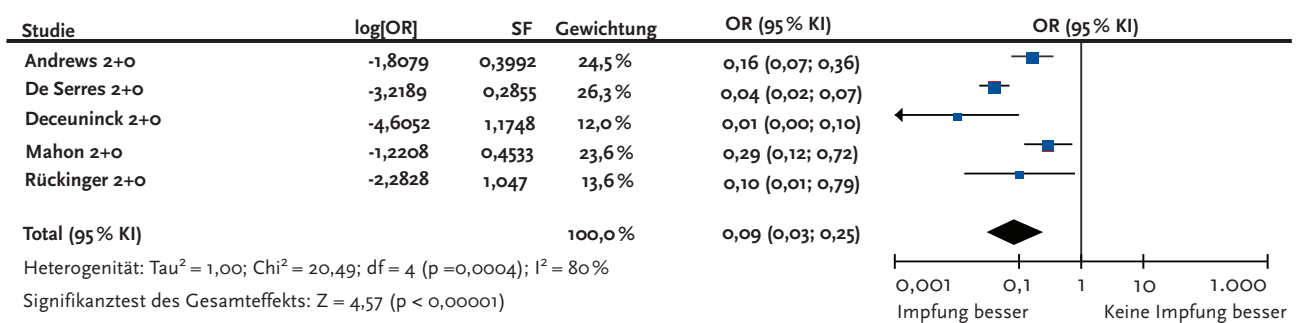 Studie log[OR] SF Gewichtung OR (95 % KI) OR (95 % KI)
Andrews 2+0 -1,8079 0,3992 24,5 % 0,16 (0,07; 0,36)
De Serres 2+0 -3,2189 0,2855 26,3 % 0,04 (0,02; 0,07)
Deceuninck 2+0 -4,6052 1,1748 12,0 % 0,01 (0,00; 0,10)
Mahon 2+0 -1,2208 0,4533 23,6 % 0,29 (0,12; 0,72)
Rückinger 2+0 -2,2828 1,047 13,6 % 0,10 (0,01; 0,79)
Total (95 % KI) 100,0 % 0,09 (0,03; 0,25)
Heterogenität: Tau² = 1,00; Chi² = 20,49; df = 4 (p =0,0004); I² = 80 %
Signifikanztest des Gesamteffekts: Z = 4,57 (p < 0,00001)
0,001 0,1 1 10 1.000
Impfung besser Keine Impfung besser